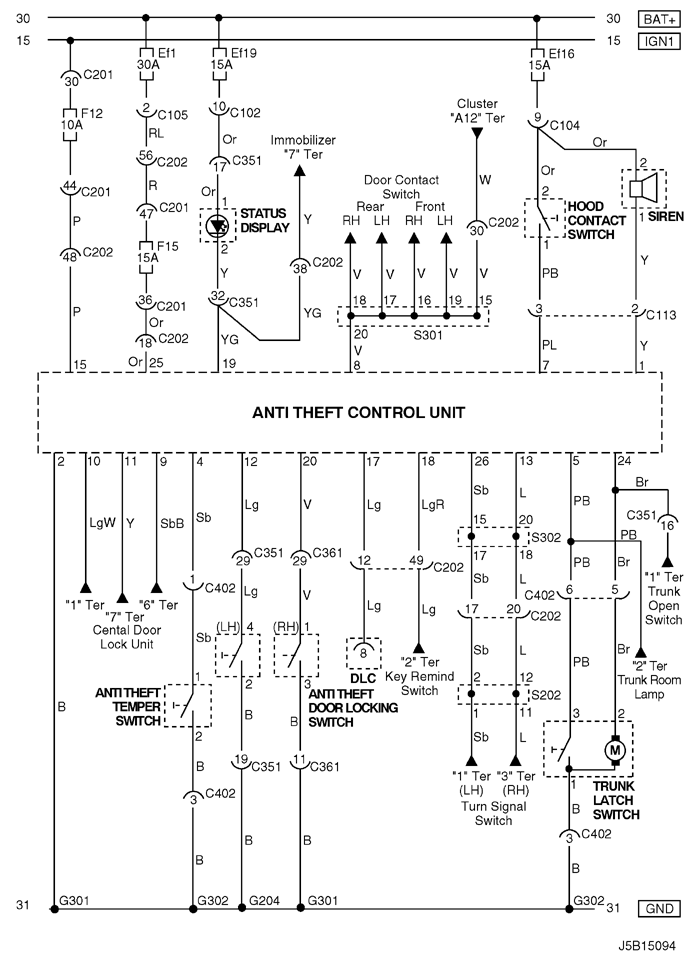 30 30 BAT+
15 15 IGN1
Ef1 Ef19 Ef16
30A 15A 15A
30 C201
F12
10A
2 C105
10 C102
Cluster
"A12" Ter
9 C104
RL Or Immobilizer
"7" Ter
Or
56 C202
17 C351
Or 2
44 C201
R Or 1
Door Contact
Switch
Rear Front
RH LH RH LH
W
2
HOOD
CONTACT
SWITCH
SIREN
1
47 C201
STATUS
DISPLAY
P Y
30 C202
F15
15A
2
1
48 C202
Y
38 C202
V V V V V
PB Y
36 C201
32 C351
18 17 16 19 15
3 2 C113
P Or YG
S301
18 C202
YG 20
V
PL Y
15 Or 25 19 8 7 1
ANTI THEFT CONTROL UNIT
2 10 11 9 4 12 20 17 18 26 13 5 24
Br
LgW Y SbB Sb Lg V Lg LgR Sb L PB
C351 16
15 20 S302
PB
29 C351 29 C361
12 49 C202
17 18
PB Br
"1" Ter
Trunk
Open
Switch
1 C402
Lg V Lg Lg Sb L
C402 6 5
"1" Ter "7" Ter "6" Ter
Cental Door
Lock Unit
17 20 C202
Sb (LH) 4 (RH) 1
8
DLC
"2" Ter
Key Remind
Switch
Sb L
PB Br
"2" Ter
Trunk Room
Lamp
1
2 3
2 12 S202
ANTI THEFT
TEMPER
SWITCH
ANTI THEFT
DOOR LOCKING
SWITCH
B
2
B B
1 11
3 2
Sb L
M
B
19 C351 11 C361
"1" Ter "3" Ter
(LH) (RH)
Turn Signal
Switch
1
TRUNK
LATCH
SWITCH
3 C402
B
3 C402
B B B B
31 G301 G302 G204 G301 G302 31 GND
J5B15094